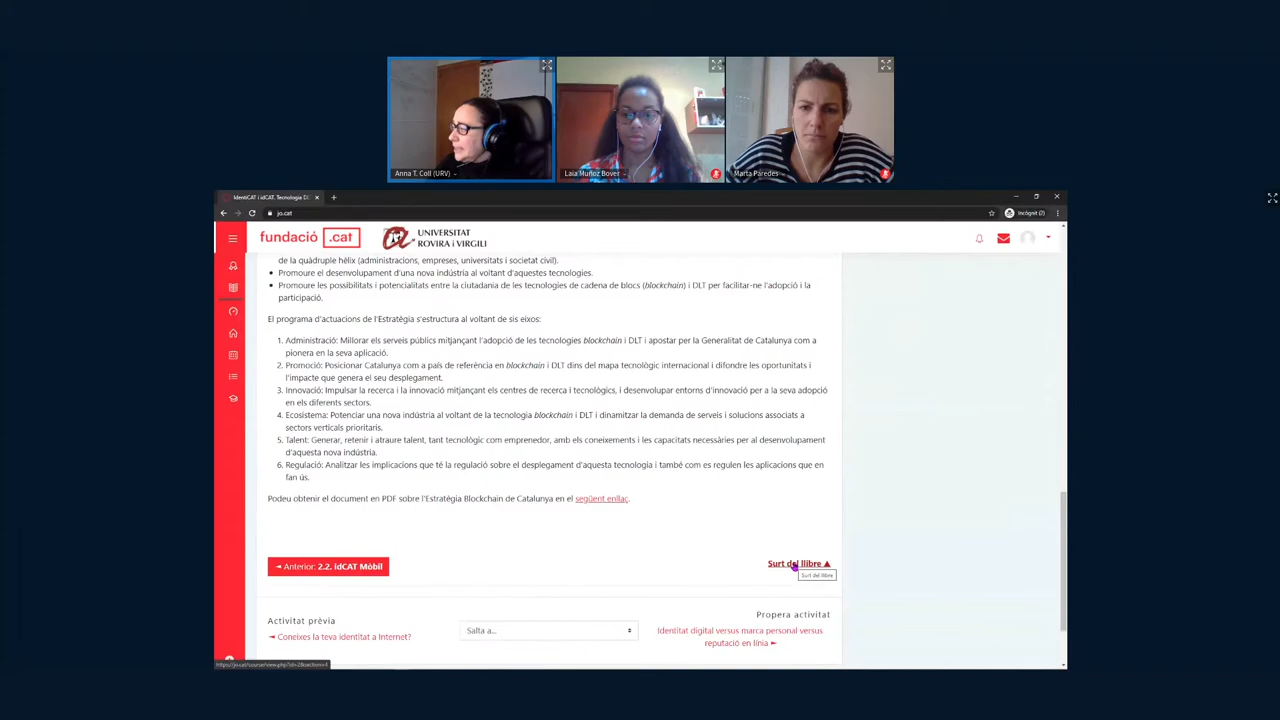 Anna T. Coll (URV)
Laia Muñoz Bover
Marta Paredes
IdentiCAT i idCAT. Tecnologia DL
jo.cat
Incògnit (2)
fundació .cat
UNIVERSITAT
ROVIRA i VIRGILI
de la quàdruple hèlix (administracions, empreses, universitats i societat civil).
Promoure el desenvolupament d'una nova indústria al voltant d'aquestes tecnologies.
Promoure les possibilitats i potencialitats entre la ciutadania de les tecnologies de cadena de blocs (blockchain) i DLT per facilitar-ne l'adopció i la
participació.
El programa d'actuacions de l'Estratègia s'estructura al voltant de sis eixos:
1. Administració: Millorar els serveis públics mitjançant l'adopció de les tecnologies blockchain i DLT i apostar per la Generalitat de Catalunya com a
pionera en la seva aplicació.
2. Promoció: Posicionar Catalunya com a país de referència en blockchain i DLT dins del mapa tecnològic internacional i difondre les oportunitats i
l'impacte que genera el seu desplegament.
3. Innovació: Impulsar la recerca i la innovació mitjançant els centres de recerca i tecnològics, i desenvolupar entorns d'innovació per a la seva adopció
en els diferents sectors.
4. Ecosistema: Potenciar una nova indústria al voltant de la tecnologia blockchain i DLT i dinamitzar la demanda de serveis i solucions associats a
sectors verticals prioritaris.
5. Talent: Generar, retenir i atraure talent, tant tecnològic com emprenedor, amb els coneixements i les capacitats necessàries per al desenvolupament
d'aquesta nova indústria.
6. Regulació: Analitzar les implicacions que té la regulació sobre el desplegament d'aquesta tecnologia i també com es regulen les aplicacions que en
fan ús.
Podeu obtenir el document en PDF sobre l'Estratègia Blockchain de Catalunya en el següent enllaç.
◄ Anterior: 2.2. idCAT Mòbil
Surt del llibre ▲
Surt del llibre
Activitat prèvia
◄ Coneixes la teva identitat a Internet?
Salta a...
Propera activitat
Identitat digital versus marca personal versus
reputació en línia ►